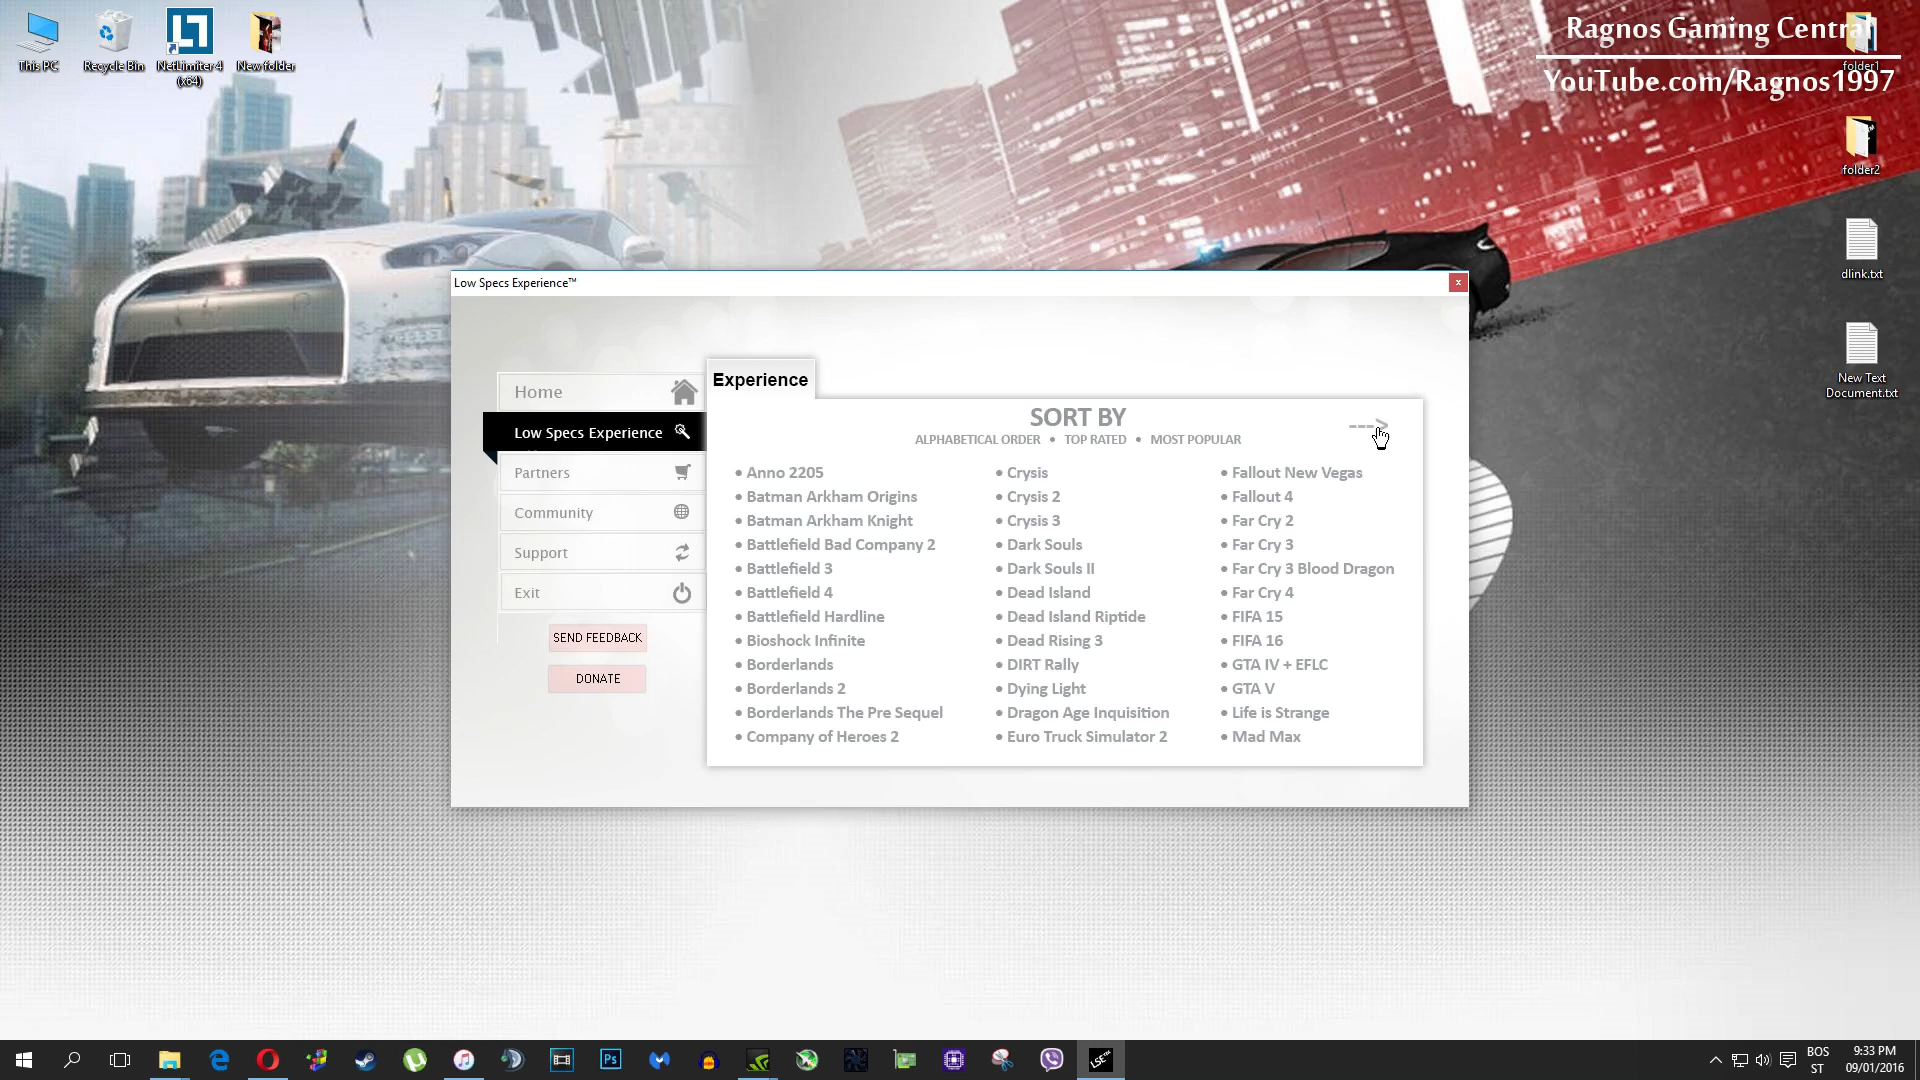 This PC
Recycle Bin
NetLimiter 4
(x64)
New folder
Ragnos Gaming Central
YouTube.com/Ragnos1997
folder1
folder2
dlink.txt
New Text
Document.txt
Low Specs Experience™
x
Home
Low Specs Experience
Partners
Community
Support
Exit
SEND FEEDBACK
DONATE
Experience
SORT BY
--->
ALPHABETICAL ORDER • TOP RATED • MOST POPULAR
• Anno 2205
• Batman Arkham Origins
• Batman Arkham Knight
• Battlefield Bad Company 2
• Battlefield 3
• Battlefield 4
• Battlefield Hardline
• Bioshock Infinite
• Borderlands
• Borderlands 2
• Borderlands The Pre Sequel
• Company of Heroes 2
• Crysis
• Crysis 2
• Crysis 3
• Dark Souls
• Dark Souls II
• Dead Island
• Dead Island Riptide
• Dead Rising 3
• DIRT Rally
• Dying Light
• Dragon Age Inquisition
• Euro Truck Simulator 2
• Fallout New Vegas
• Fallout 4
• Far Cry 2
• Far Cry 3
• Far Cry 3 Blood Dragon
• Far Cry 4
• FIFA 15
• FIFA 16
• GTA IV + EFLC
• GTA V
• Life is Strange
• Mad Max
Ps
LSE
BOS
ST
9:33 PM
09/01/2016